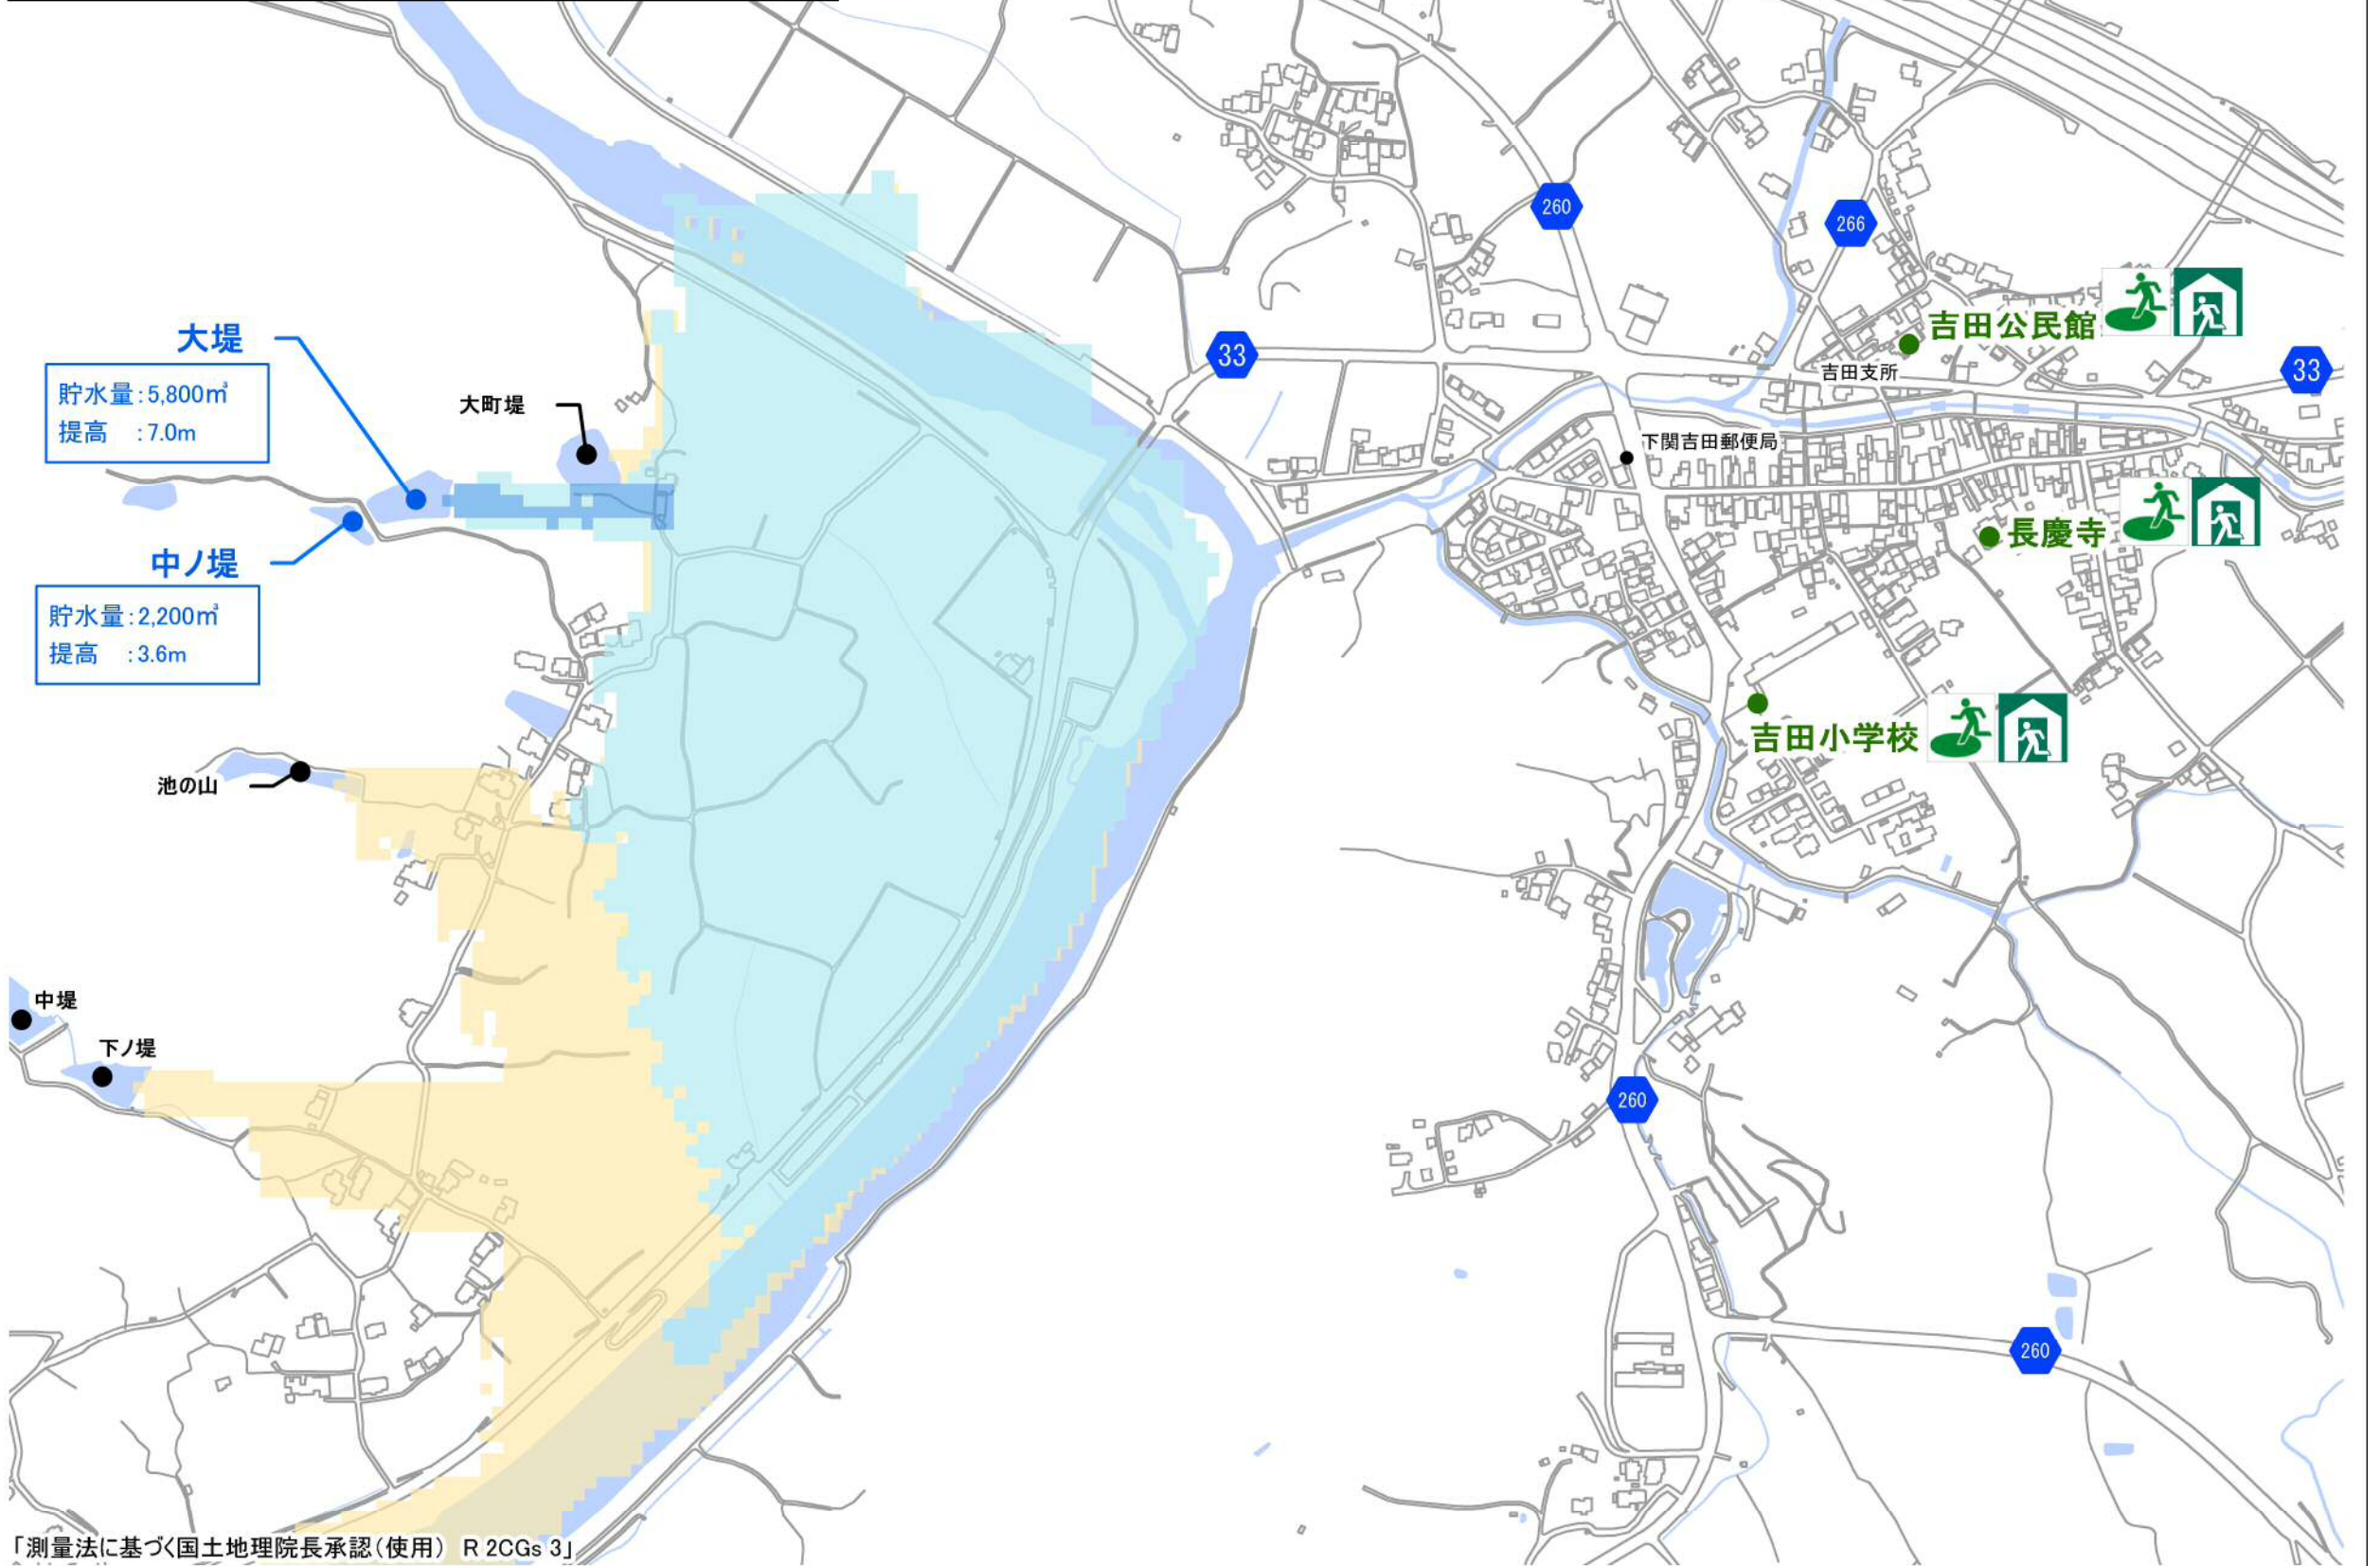 260
266
吉田公民館
大堤
33
33
貯水量:5,800㎥
提高 :7.0m
吉田支所
大町堤
下関吉田郵便局
長慶寺
中ノ堤
貯水量:2,200㎥
提高 :3.6m
吉田小学校
池の山
中堤
下ノ堤
260
260
「測量法に基づく国土地理院長承認(使用) R 2CGs 3」